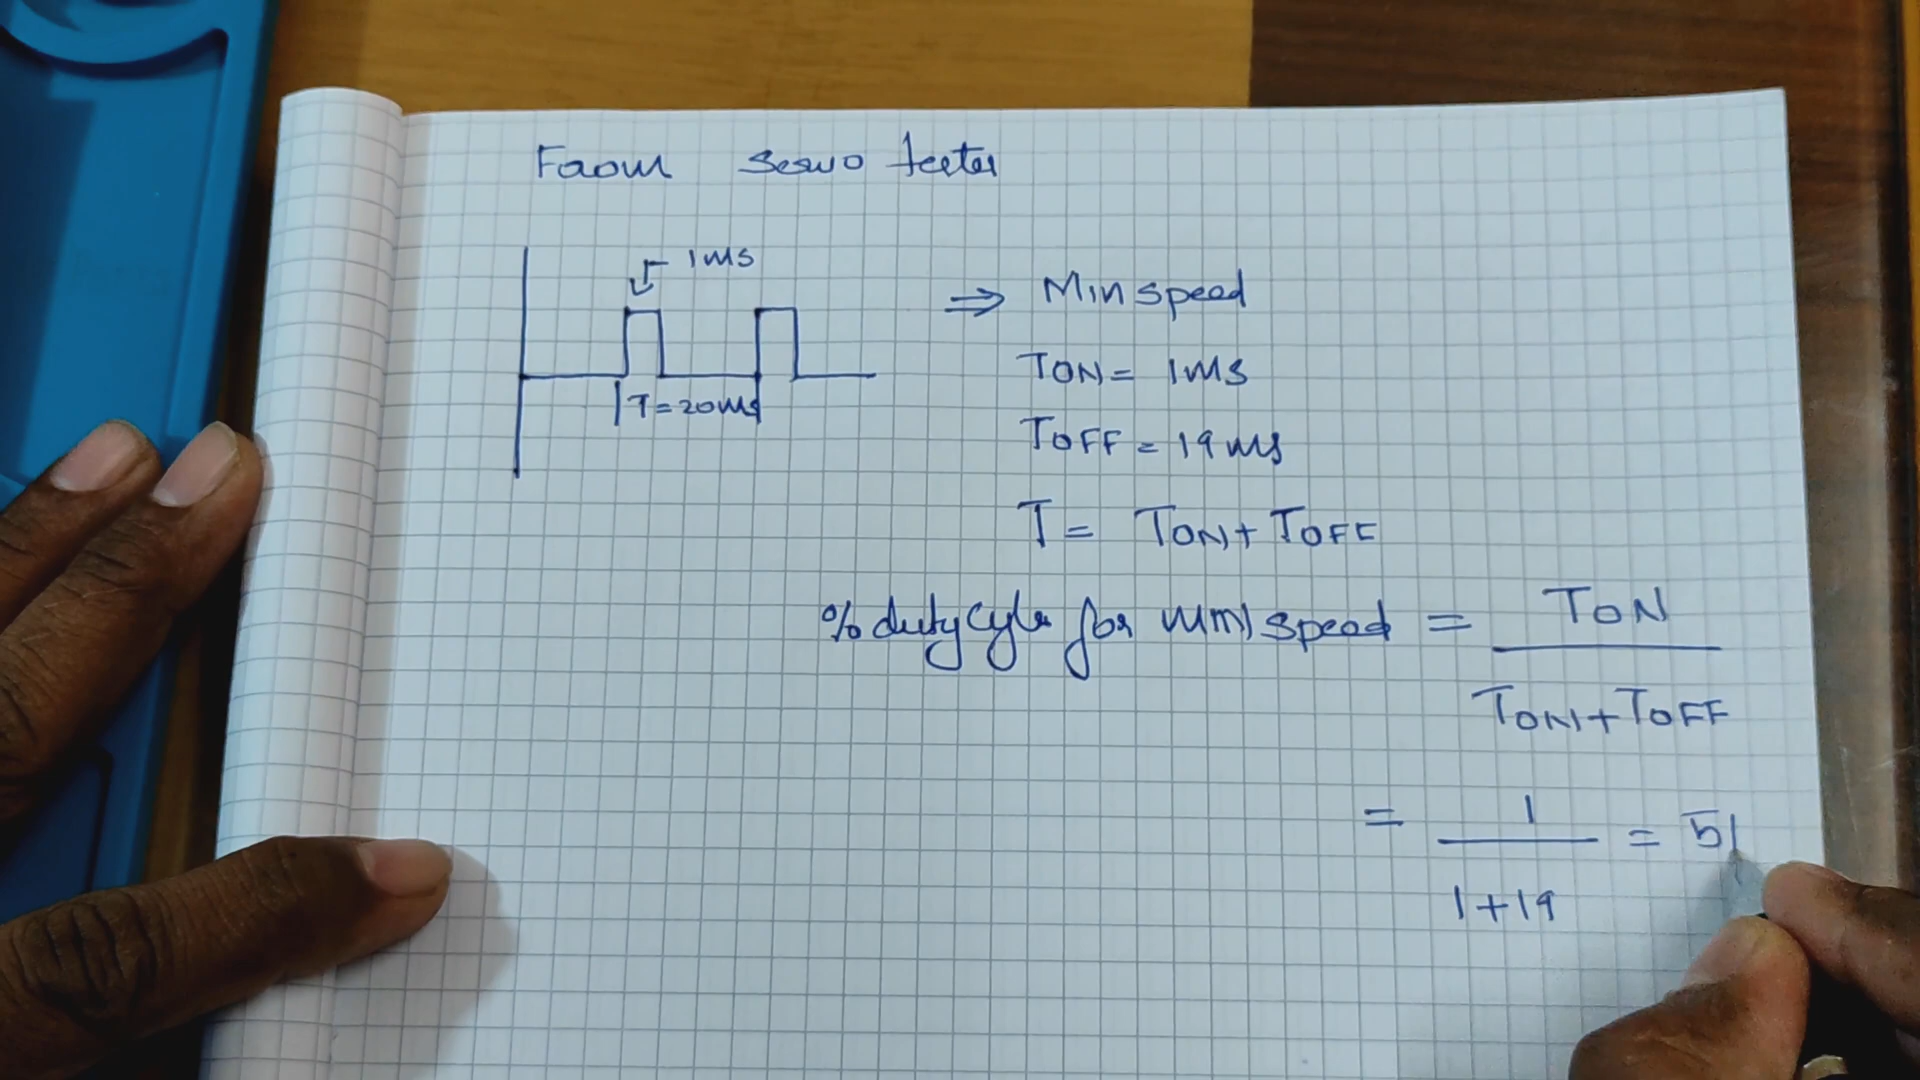 From servo tester
1ms
T=20ms
⇒ Min speed
TON = 1ms
TOFF = 19ms
T = TON + TOFF
% duty cycle for min speed = TON
TON + TOFF
= 1 = 5
1+19